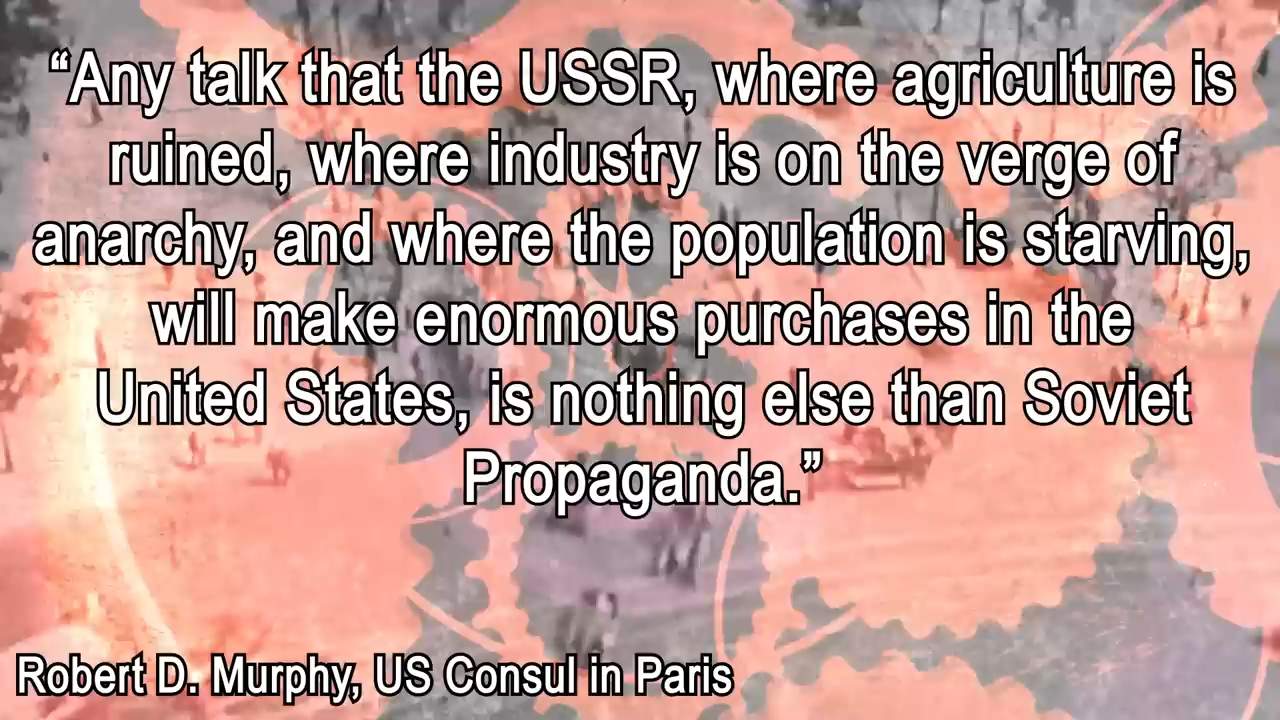 “Any talk that the USSR, where agriculture is
ruined, where industry is on the verge of
anarchy, and where the population is starving,
will make enormous purchases in the
United States, is nothing else than Soviet
Propaganda.”
Robert D. Murphy, US Consul in Paris